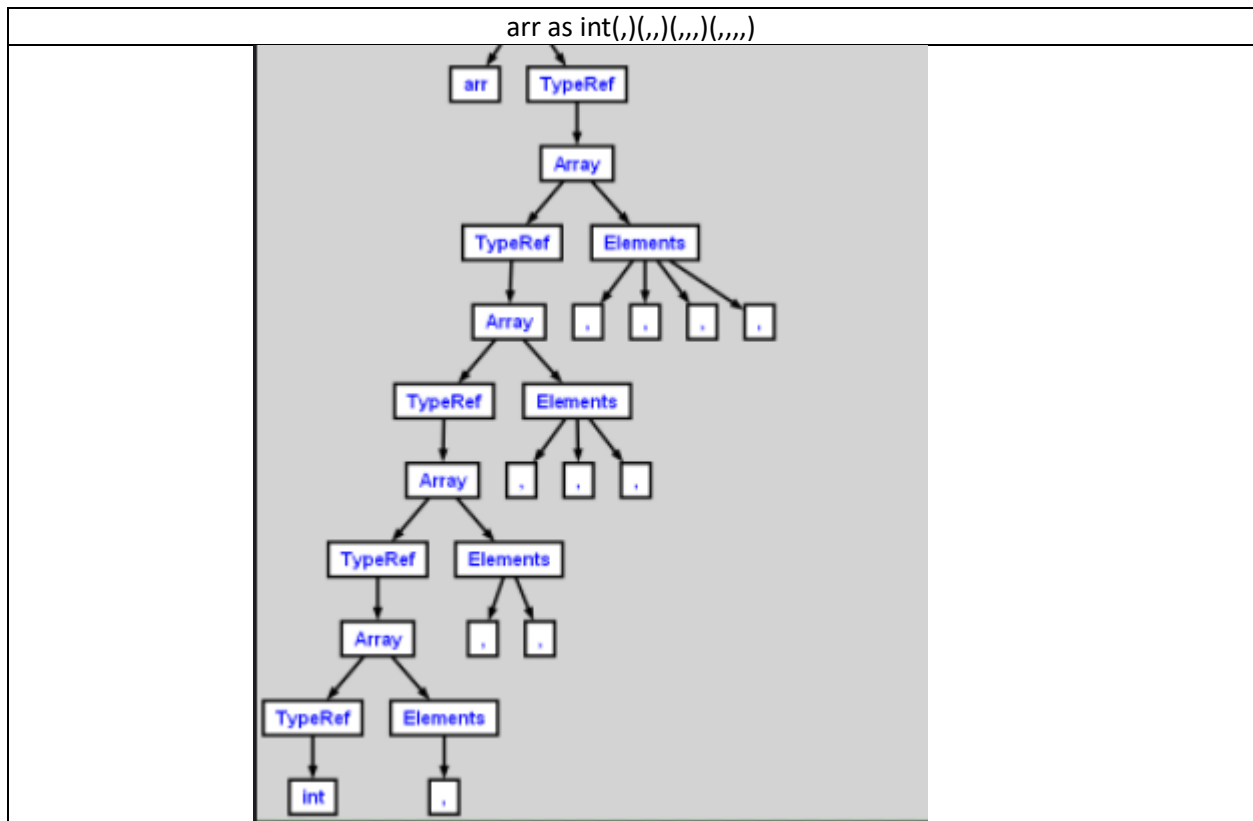 arr as int(,)(,,)(,,,)(,,,,)
arr TypeRef
Array
TypeRef Elements
Array , , , ,
TypeRef Elements
Array , , ,
TypeRef Elements
Array , ,
TypeRef Elements
int ,